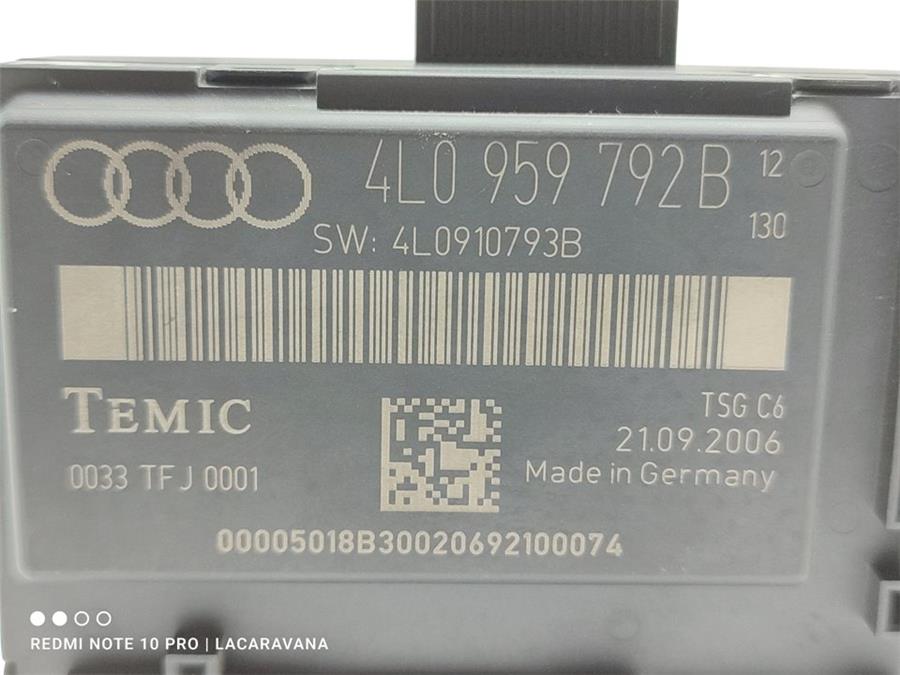 4L0 959 792B 12
SW: 4L0910793B 130
TEMIC
TSG C6
21.09.2006
0033 TFJ 0001
Made in Germany
00005018B30020692100074
REDMI NOTE 10 PRO | LACARAVANA